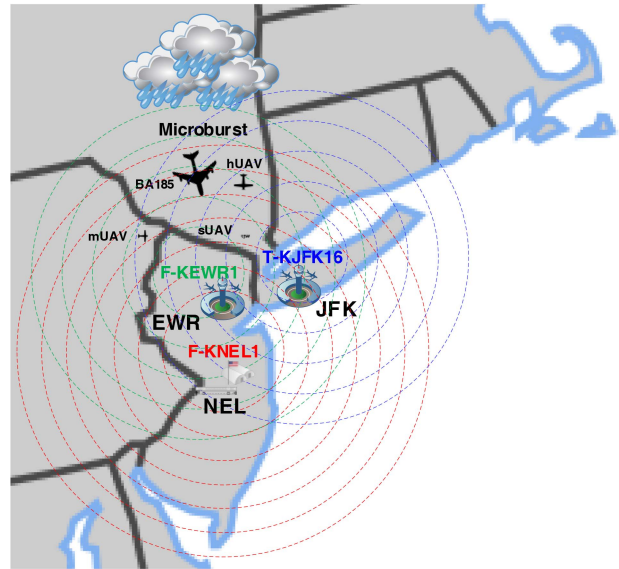 Microburst
hUAV
BA185
mUAV
sUAV
T-KJFK16
F-KEWR1
JFK
EWR
F-KNEL1
NEL